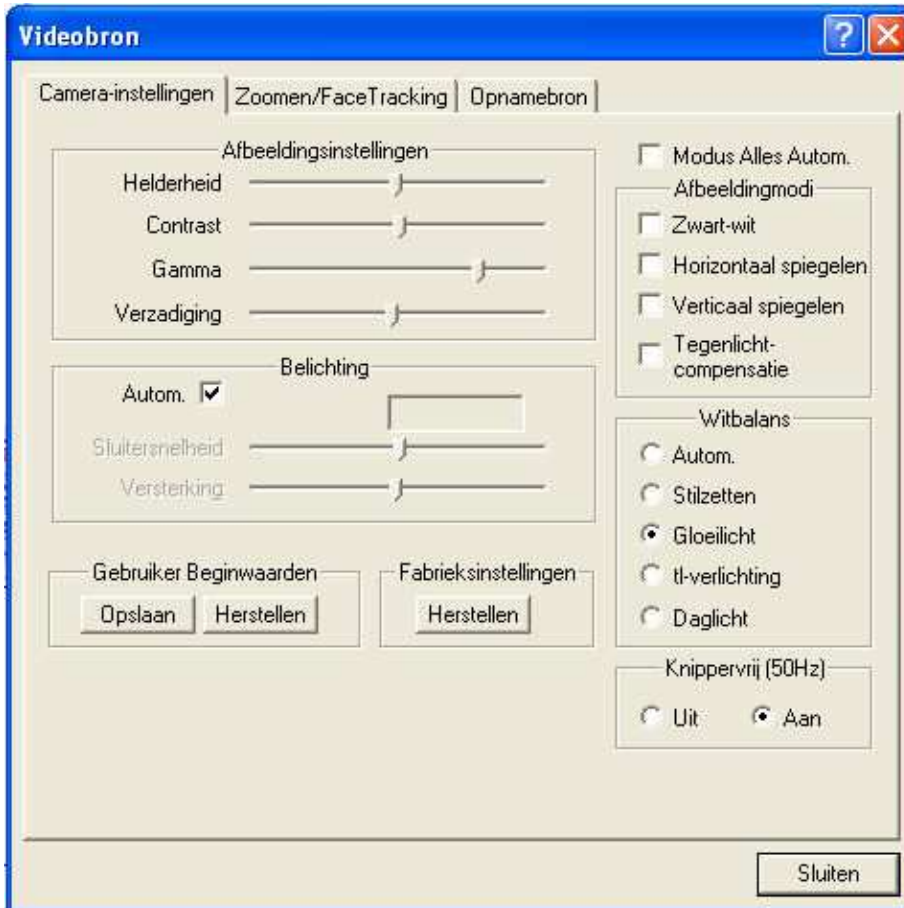 Videobron
Camera-instellingen
Zoomen/FaceTracking
Opnamebron
Afbeeldingsinstellingen
Helderheid
Contrast
Gamma
Verzadiging
Belichting
Autom.
Sluitersnelheid
Versterking
Gebruiker Beginwaarden
Opslaan
Herstellen
Fabrieksinstellingen
Herstellen
Modus Alles Autom.
Afbeeldingmodi
Zwart-wit
Horizontaal spiegelen
Verticaal spiegelen
Tegenlicht-
compensatie
Witbalans
Autom.
Stilzetten
Gloeilicht
tl-verlichting
Daglicht
Knippervrij (50Hz)
Uit
Aan
Sluiten